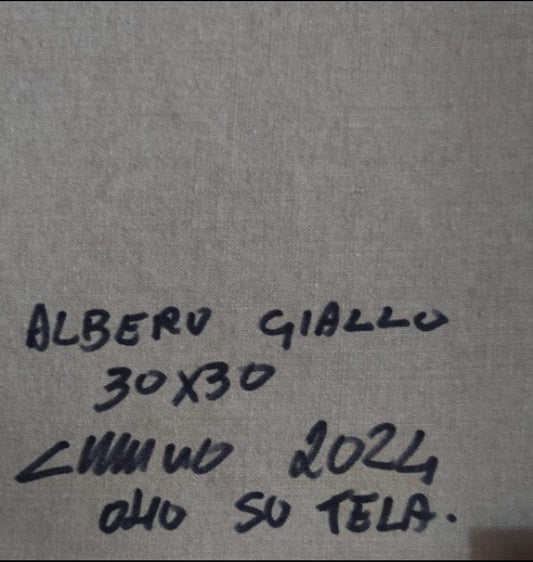 ALBERO GIALLO
30X30
2024
OLIO SU TELA.